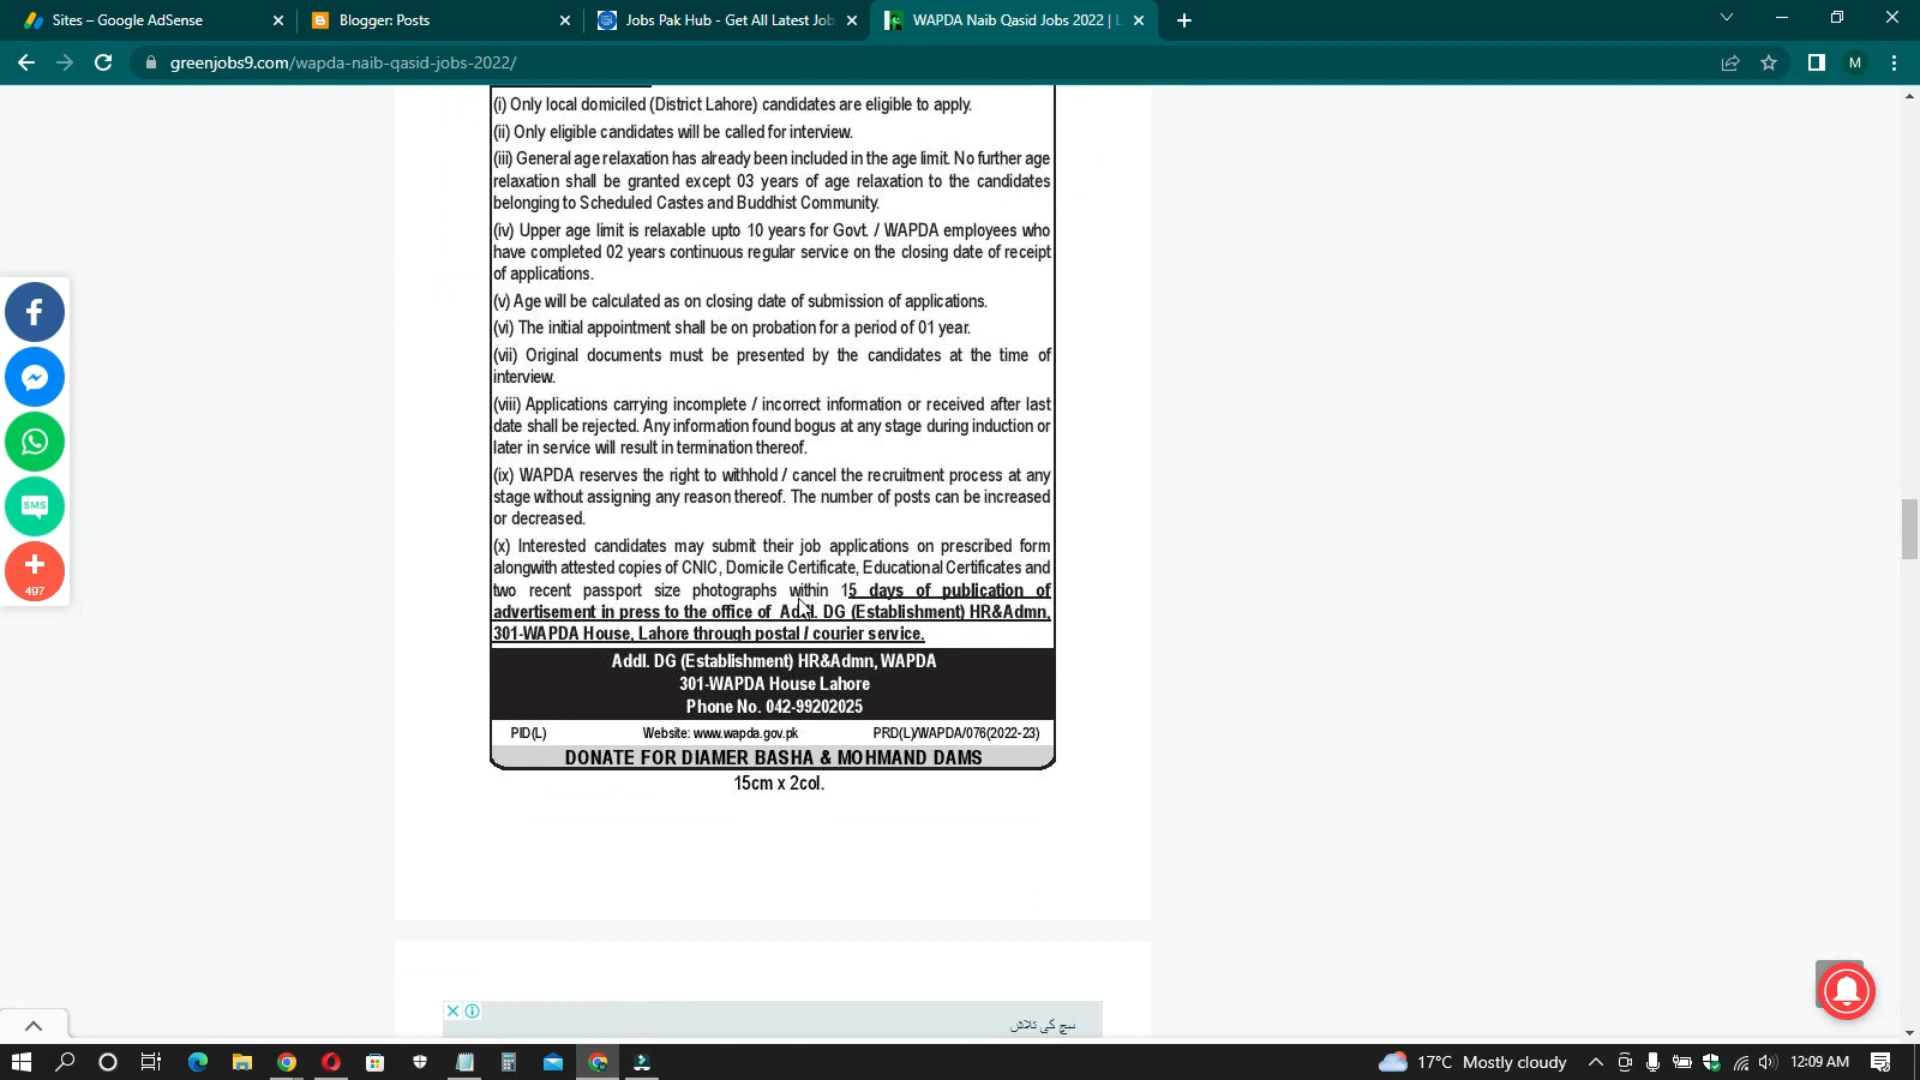 Sites – Google AdSense
Blogger: Posts
Jobs Pak Hub - Get All Latest Job
WAPDA Naib Qasid Jobs 2022 |
greenjobs9.com/wapda-naib-qasid-jobs-2022/
M
(i) Only local domiciled (District Lahore) candidates are eligible to apply.
(ii) Only eligible candidates will be called for interview.
(iii) General age relaxation has already been included in the age limit. No further age
relaxation shall be granted except 03 years of age relaxation to the candidates
belonging to Scheduled Castes and Buddhist Community.
(iv) Upper age limit is relaxable upto 10 years for Govt. / WAPDA employees who
have completed 02 years continuous regular service on the closing date of receipt
of applications.
(v) Age will be calculated as on closing date of submission of applications.
(vi) The initial appointment shall be on probation for a period of 01 year.
(vii) Original documents must be presented by the candidates at the time of
interview.
(viii) Applications carrying incomplete / incorrect information or received after last
date shall be rejected. Any information found bogus at any stage during induction or
later in service will result in termination thereof.
(ix) WAPDA reserves the right to withhold / cancel the recruitment process at any
stage without assigning any reason thereof. The number of posts can be increased
or decreased.
(x) Interested candidates may submit their job applications on prescribed form
alongwith attested copies of CNIC, Domicile Certificate, Educational Certificates and
two recent passport size photographs within 15 days of publication of
advertisement in press to the office of Addl. DG (Establishment) HR&Admn,
301-WAPDA House, Lahore through postal / courier service.
Addl. DG (Establishment) HR&Admn, WAPDA
301-WAPDA House Lahore
Phone No. 042-99202025
PID(L) Website: www.wapda.gov.pk PRD(L)/WAPDA/076(2022-23)
DONATE FOR DIAMER BASHA & MOHMAND DAMS
15cm x 2col.
SMS
497
سچ کی تلاش
17°C Mostly cloudy
12:09 AM